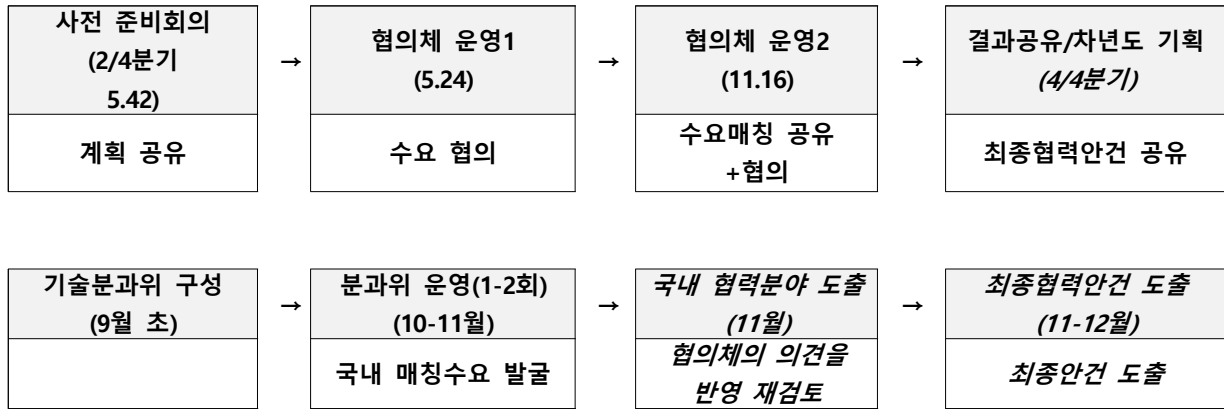 사전 준비회의
(2/4분기
5.42)
계획 공유
→
협의체 운영1
(5.24)
수요 협의
→
협의체 운영2
(11.16)
수요매칭 공유
+협의
→
결과공유/차년도 기획
(4/4분기)
최종협력안건 공유
기술분과위 구성
(9월 초)
→
분과위 운영(1-2회)
(10-11월)
국내 매칭수요 발굴
→
국내 협력분야 도출
(11월)
협의체의 의견을
반영 재검토
→
최종협력안건 도출
(11-12월)
최종안건 도출